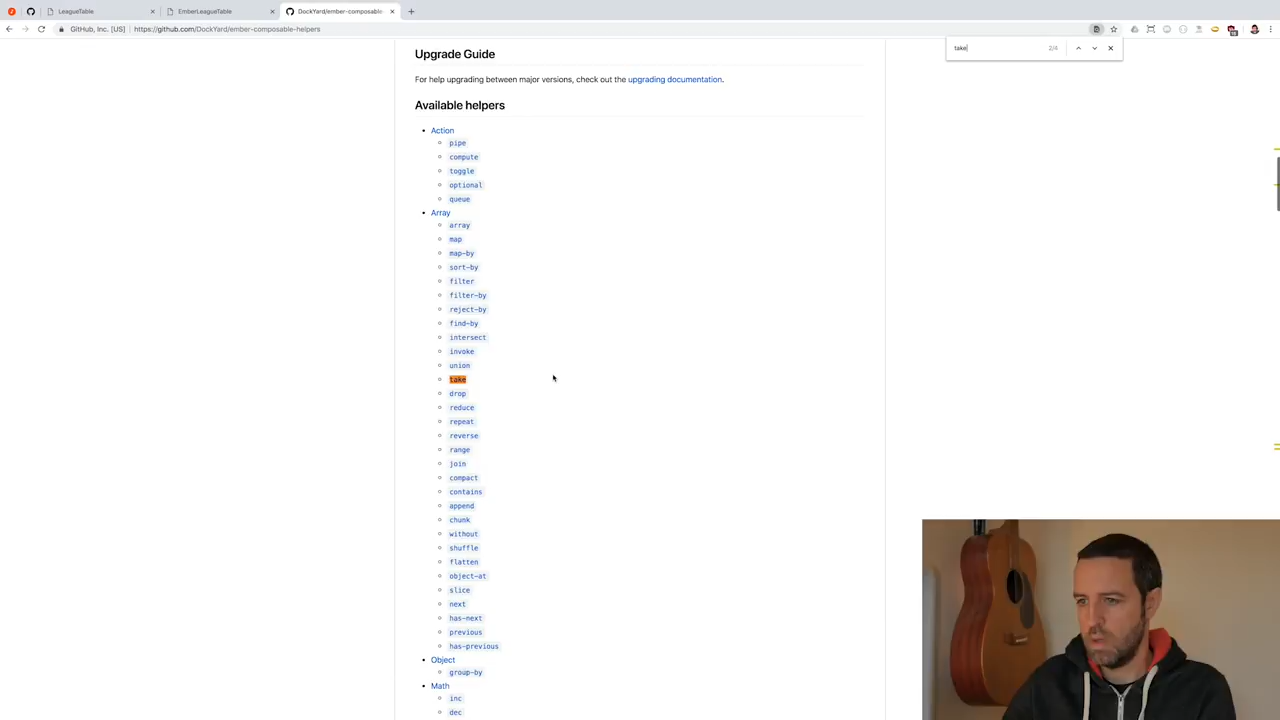 LeagueTable
EmberLeagueTable
DockYard/ember-composable
GitHub, Inc. [US]
https://github.com/DockYard/ember-composable-helpers
take
2/4
Upgrade Guide
For help upgrading between major versions, check out the upgrading documentation.
Available helpers
Action
pipe
compute
toggle
optional
queue
Array
array
map
map-by
sort-by
filter
filter-by
reject-by
find-by
intersect
invoke
union
take
drop
reduce
repeat
reverse
range
join
compact
contains
append
chunk
without
shuffle
flatten
object-at
slice
next
has-next
previous
has-previous
Object
group-by
Math
inc
dec